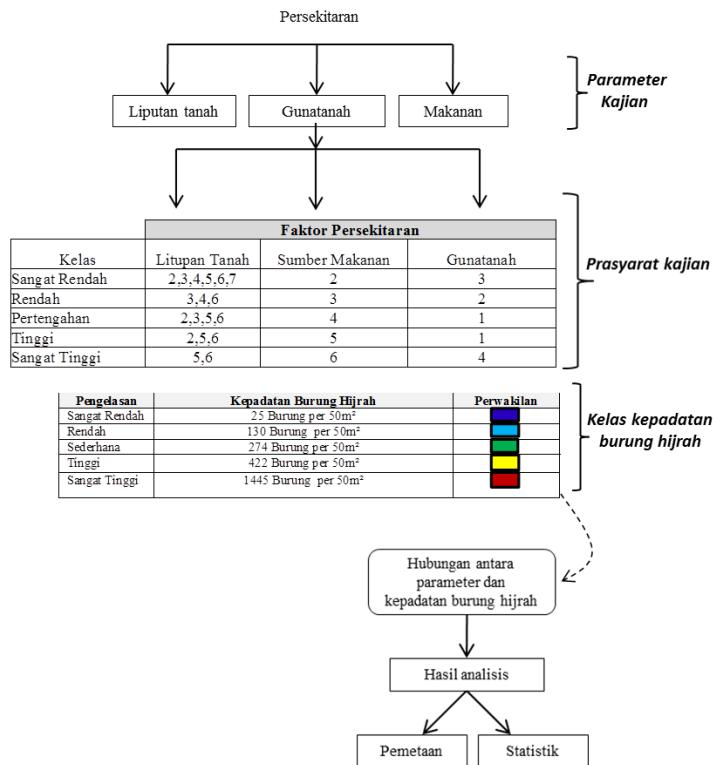 Persekitaran
Parameter
Kajian
Liputan tanah
Gunatanah
Makanan
Faktor Persekitaran
Kelas Litupan Tanah Sumber Makanan Gunatanah
Sangat Rendah 2,3,4,5,6,7 2 3
Rendah 3,4,6 3 2
Pertengahan 2,3,5,6 4 1
Tinggi 2,5,6 5 1
Sangat Tinggi 5,6 6 4
Prasyarat kajian
Pengelasan Kepadatan Burung Hijrah Perwakilan
Sangat Rendah 25 Burung per 50m²
Rendah 130 Burung per 50m²
Sederhana 274 Burung per 50m²
Tinggi 422 Burung per 50m²
Sangat Tinggi 1445 Burung per 50m²
Kelas kepadatan
burung hijrah
Hubungan antara
parameter dan
kepadatan burung hijrah
Hasil analisis
Pemetaan
Statistik